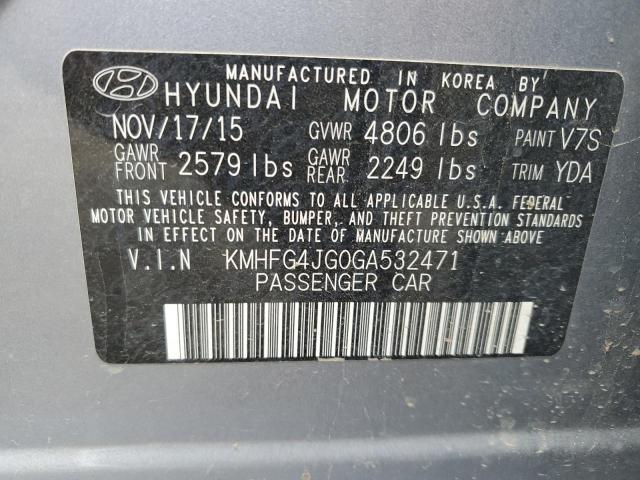 MANUFACTURED IN KOREA BY
HYUNDAI MOTOR COMPANY
NOV/17/15 GVWR 4806 lbs PAINT V7S
GAWR FRONT 2579 lbs GAWR REAR 2249 lbs TRIM YDA
THIS VEHICLE CONFORMS TO ALL APPLICABLE U.S.A. FEDERAL
MOTOR VEHICLE SAFETY, BUMPER, AND THEFT PREVENTION STANDARDS
IN EFFECT ON THE DATE OF MANUFACTURE SHOWN ABOVE.
V.I.N KMHFG4JG0GA532471
PASSENGER CAR